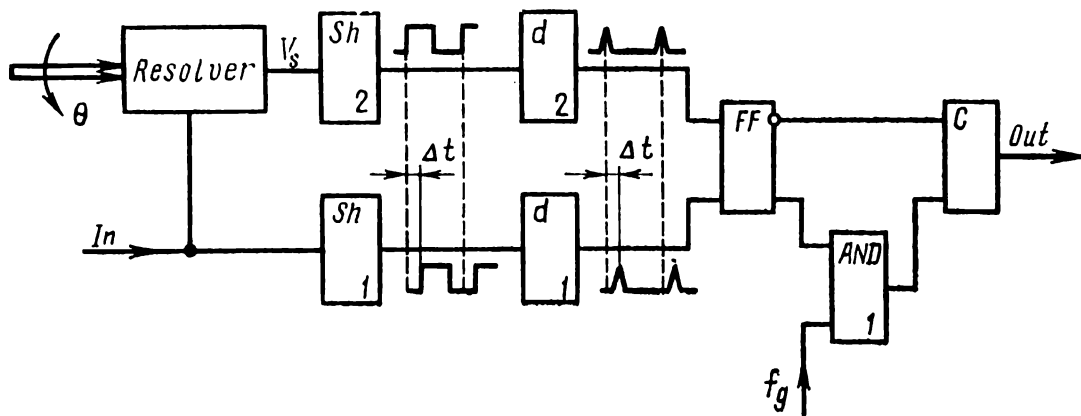 θ
Resolver
V_s
Sh
2
d
2
Δt
Δt
FF
C
Out
In
Sh
1
d
1
AND
1
f_g